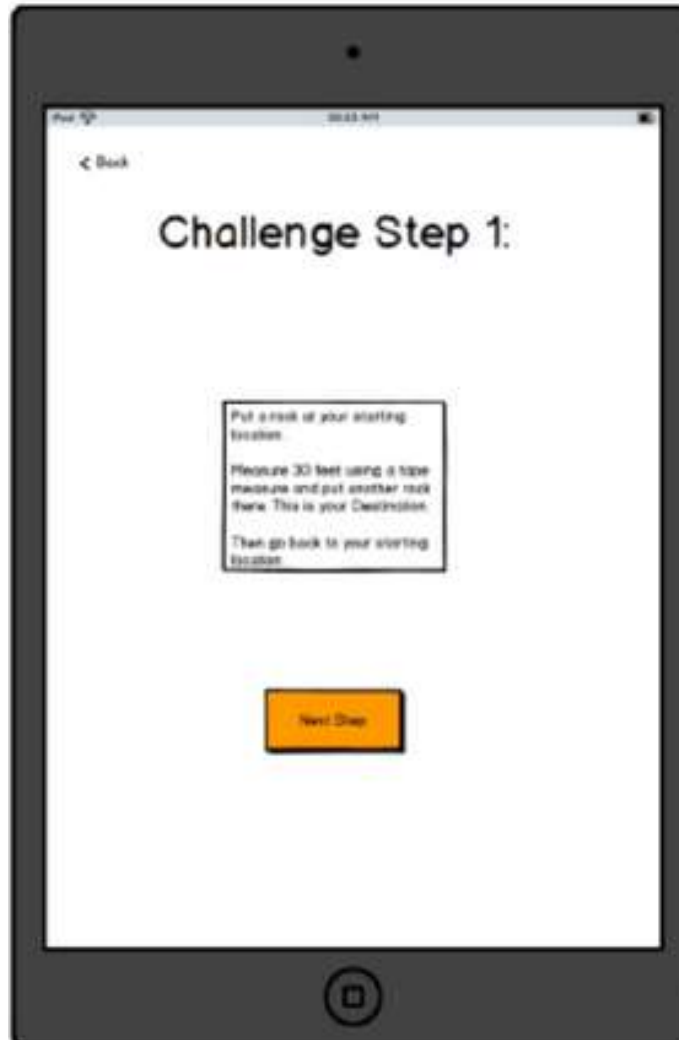 iPad
< Back
Challenge Step 1:
Put a rock at your starting
location.
Measure 30 feet using a tape
measure and put another rock
there. This is your Destination.
Then go back to your starting
location.
Next Step